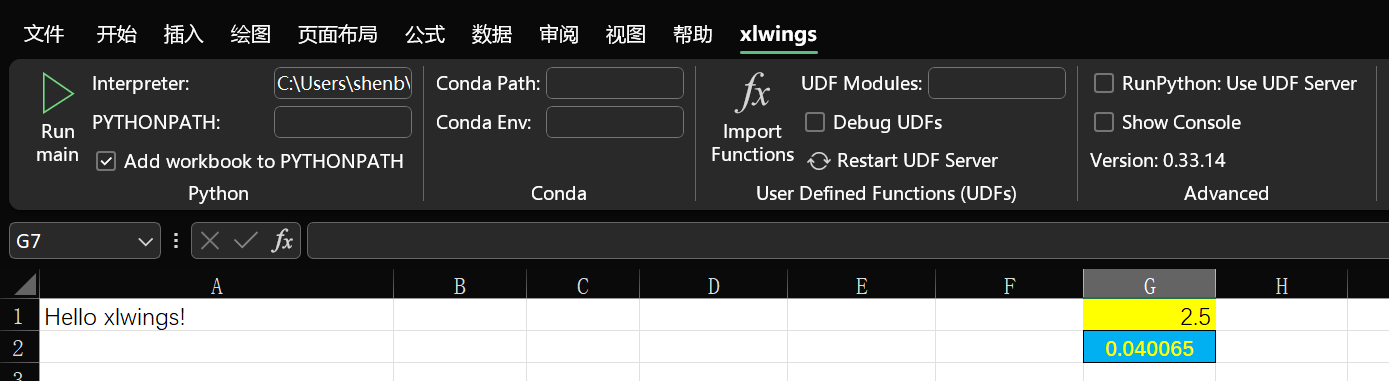 文件 开始 插入 绘图 页面布局 公式 数据 审阅 视图 帮助 xlwings
Run main
Interpreter: C:\Users\shenb\
PYTHONPATH:
Add workbook to PYTHONPATH
Python
Conda Path:
Conda Env:
Conda
fx
Import Functions
UDF Modules:
Debug UDFs
Restart UDF Server
User Defined Functions (UDFs)
RunPython: Use UDF Server
Show Console
Version: 0.33.14
Advanced
G7 fx
A B C D E F G H
1 Hello xlwings! 2.5
2 0.040065
3